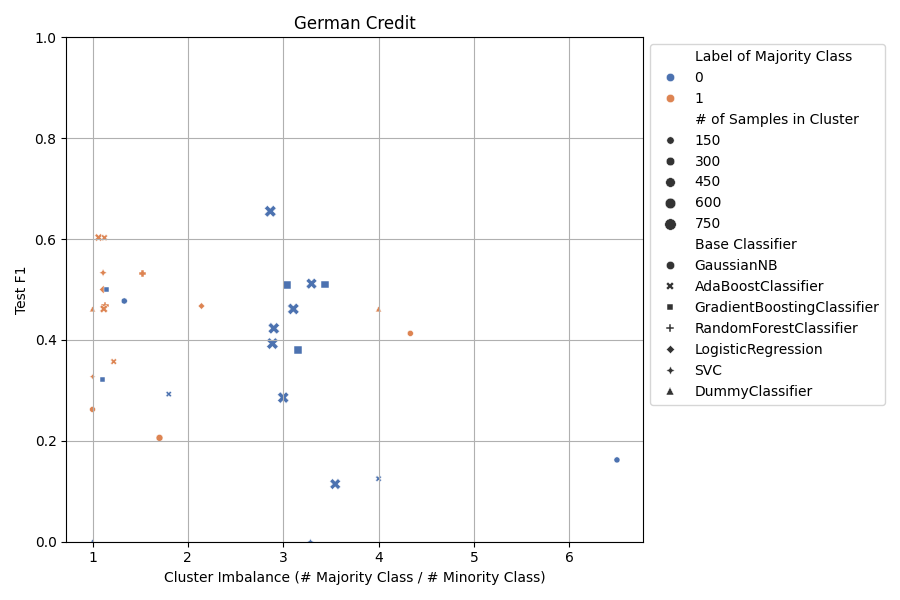 German Credit
1.0
0.8
0.6
0.4
0.2
0.0
Test F1
1
2
3
4
5
6
Cluster Imbalance (# Majority Class / # Minority Class)
Label of Majority Class
0
1
# of Samples in Cluster
150
300
450
600
750
Base Classifier
GaussianNB
AdaBoostClassifier
GradientBoostingClassifier
RandomForestClassifier
LogisticRegression
SVC
DummyClassifier